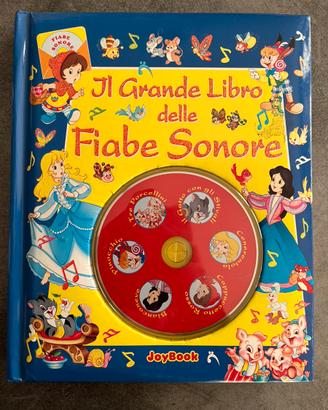 FIABE
SONORE
Il Grande Libro
delle
Fiabe Sonore
Tre Porcellini
Gatto con gli Stivali
Cenerentola
Cappuccetto Rosso
Biancaneve
Pinocchio
JoyBook